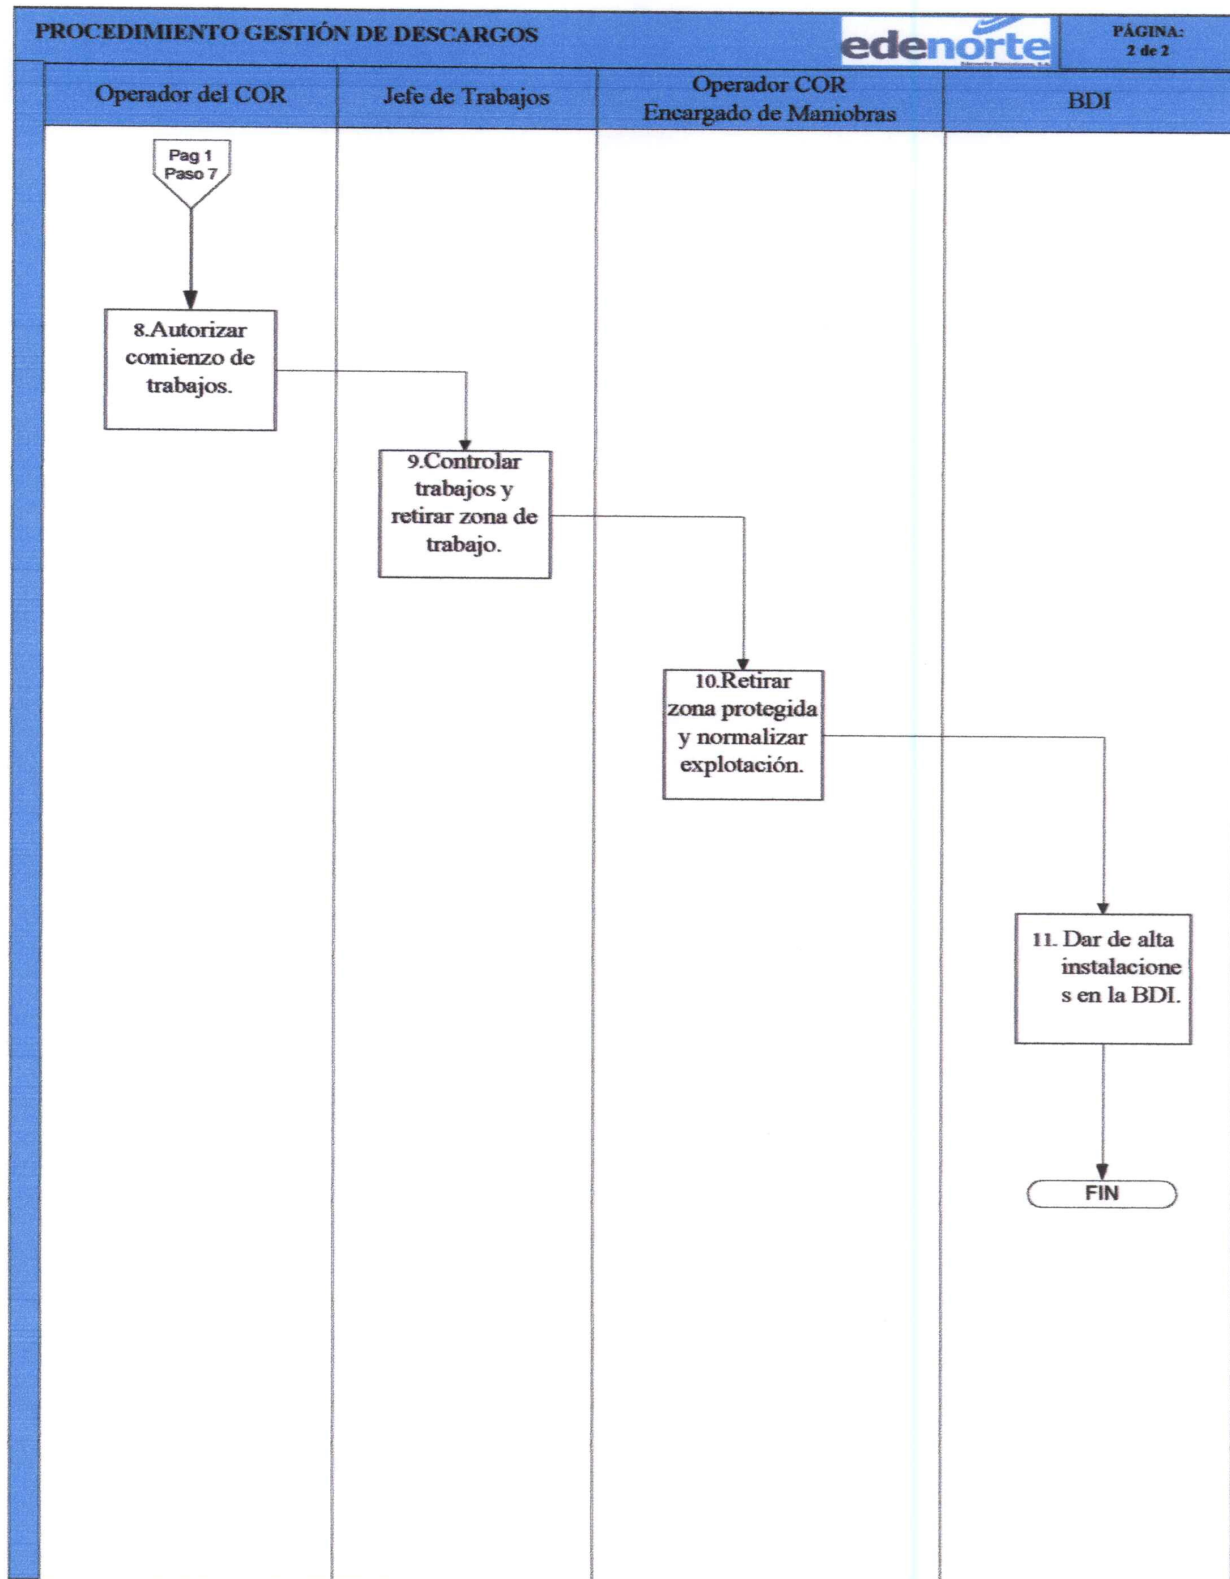 PROCEDIMIENTO GESTIÓN DE DESCARGOS
edenorte
PÁGINA:
2 de 2
Operador del COR
Jefe de Trabajos
Operador COR
Encargado de Maniobras
BDI
Pag 1
Paso 7
8.Autorizar
comienzo de
trabajos.
9.Controlar
trabajos y
retirar zona de
trabajo.
10.Retirar
zona protegida
y normalizar
explotación.
11. Dar de alta
instalacione
s en la BDI.
FIN